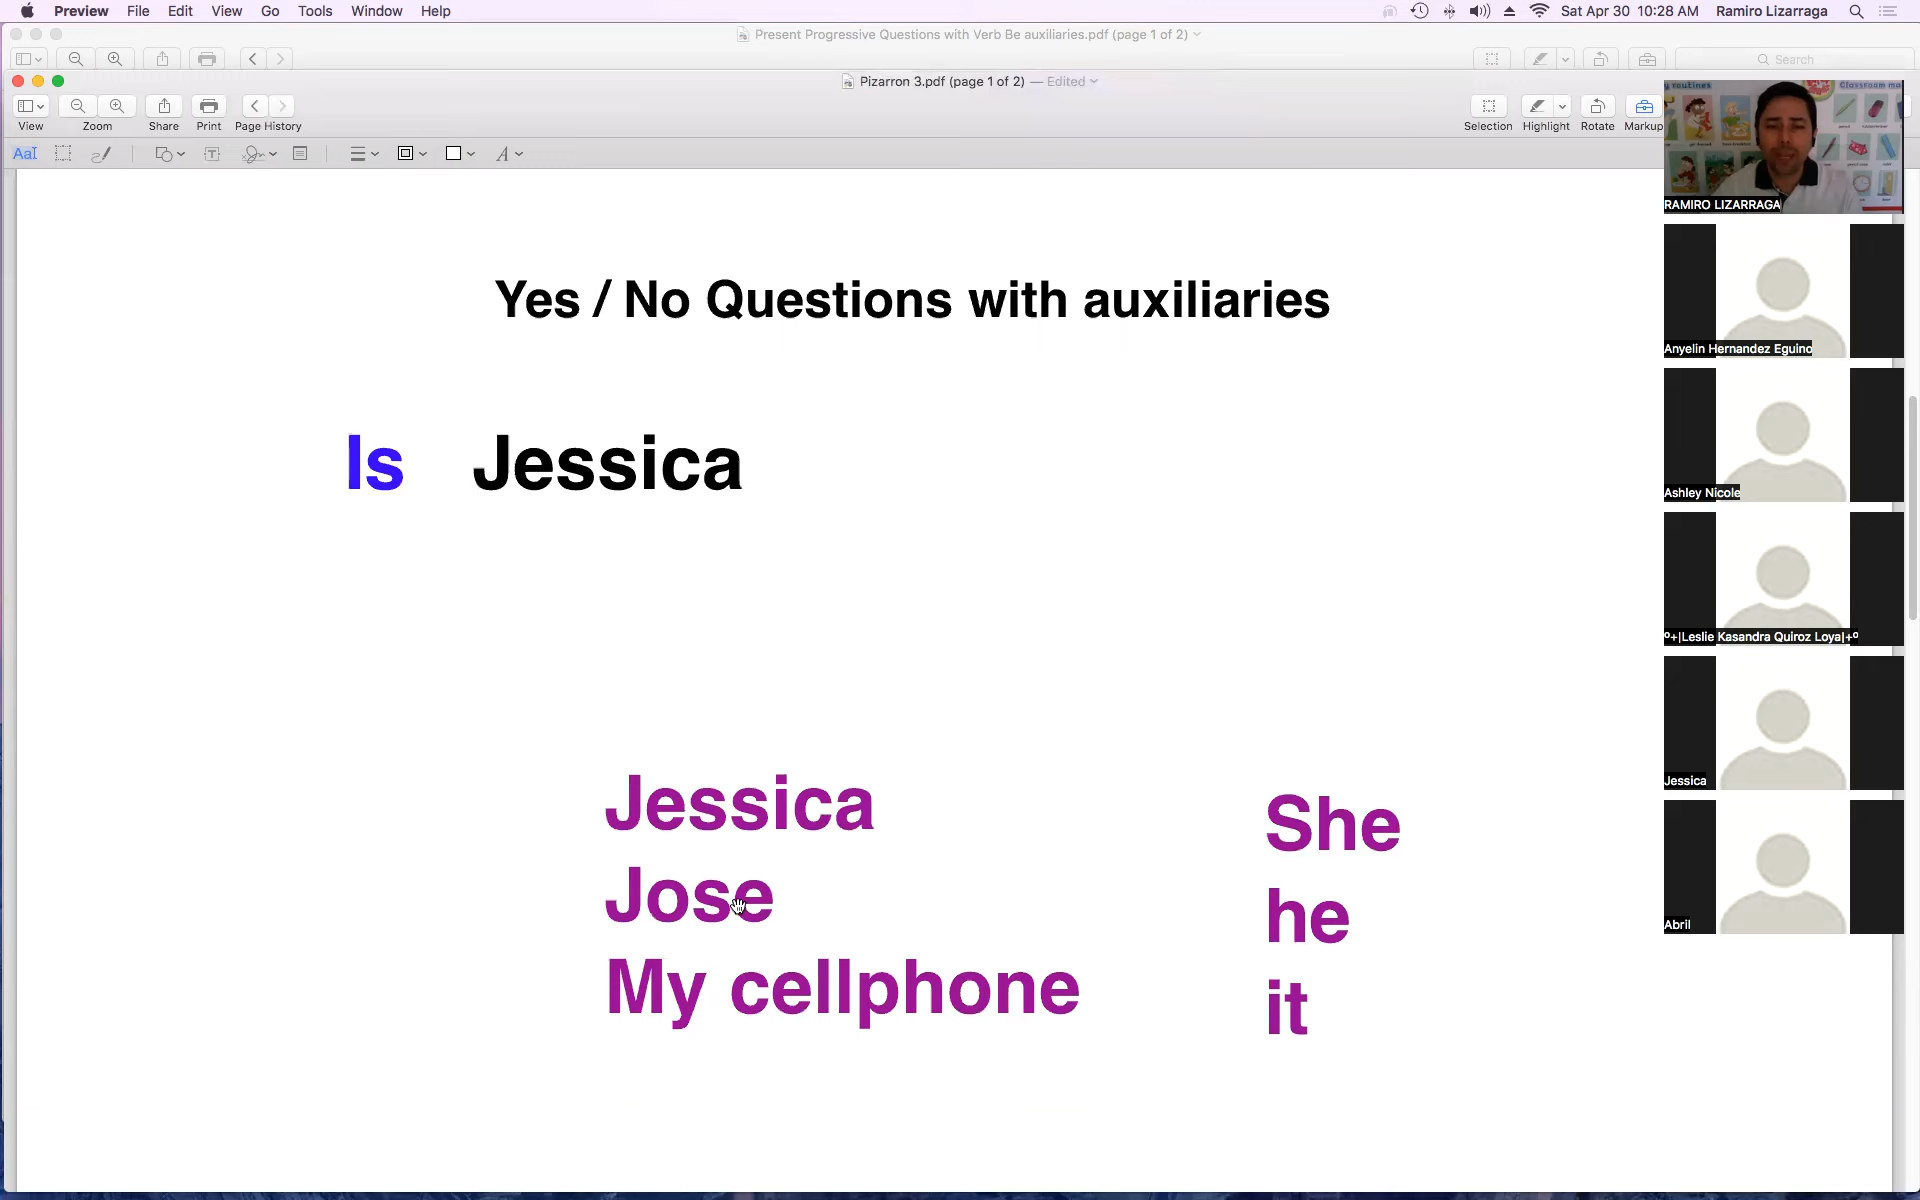 Preview File Edit View Go Tools Window Help Sat Apr 30 10:28 AM Ramiro Lizarraga
Present Progressive Questions with Verb Be auxiliaries.pdf (page 1 of 2)
Search
Pizarron 3.pdf (page 1 of 2) — Edited
View Zoom Share Print Page History Selection Highlight Rotate Markup
AaI T A
Yes / No Questions with auxiliaries
Is Jessica
Jessica
Jose
My cellphone
She
he
it
RAMIRO LIZARRAGA
Anyelin Hernandez Eguino
Ashley Nicole
º+|Leslie Kasandra Quiroz Loya|+º
Jessica
Abril